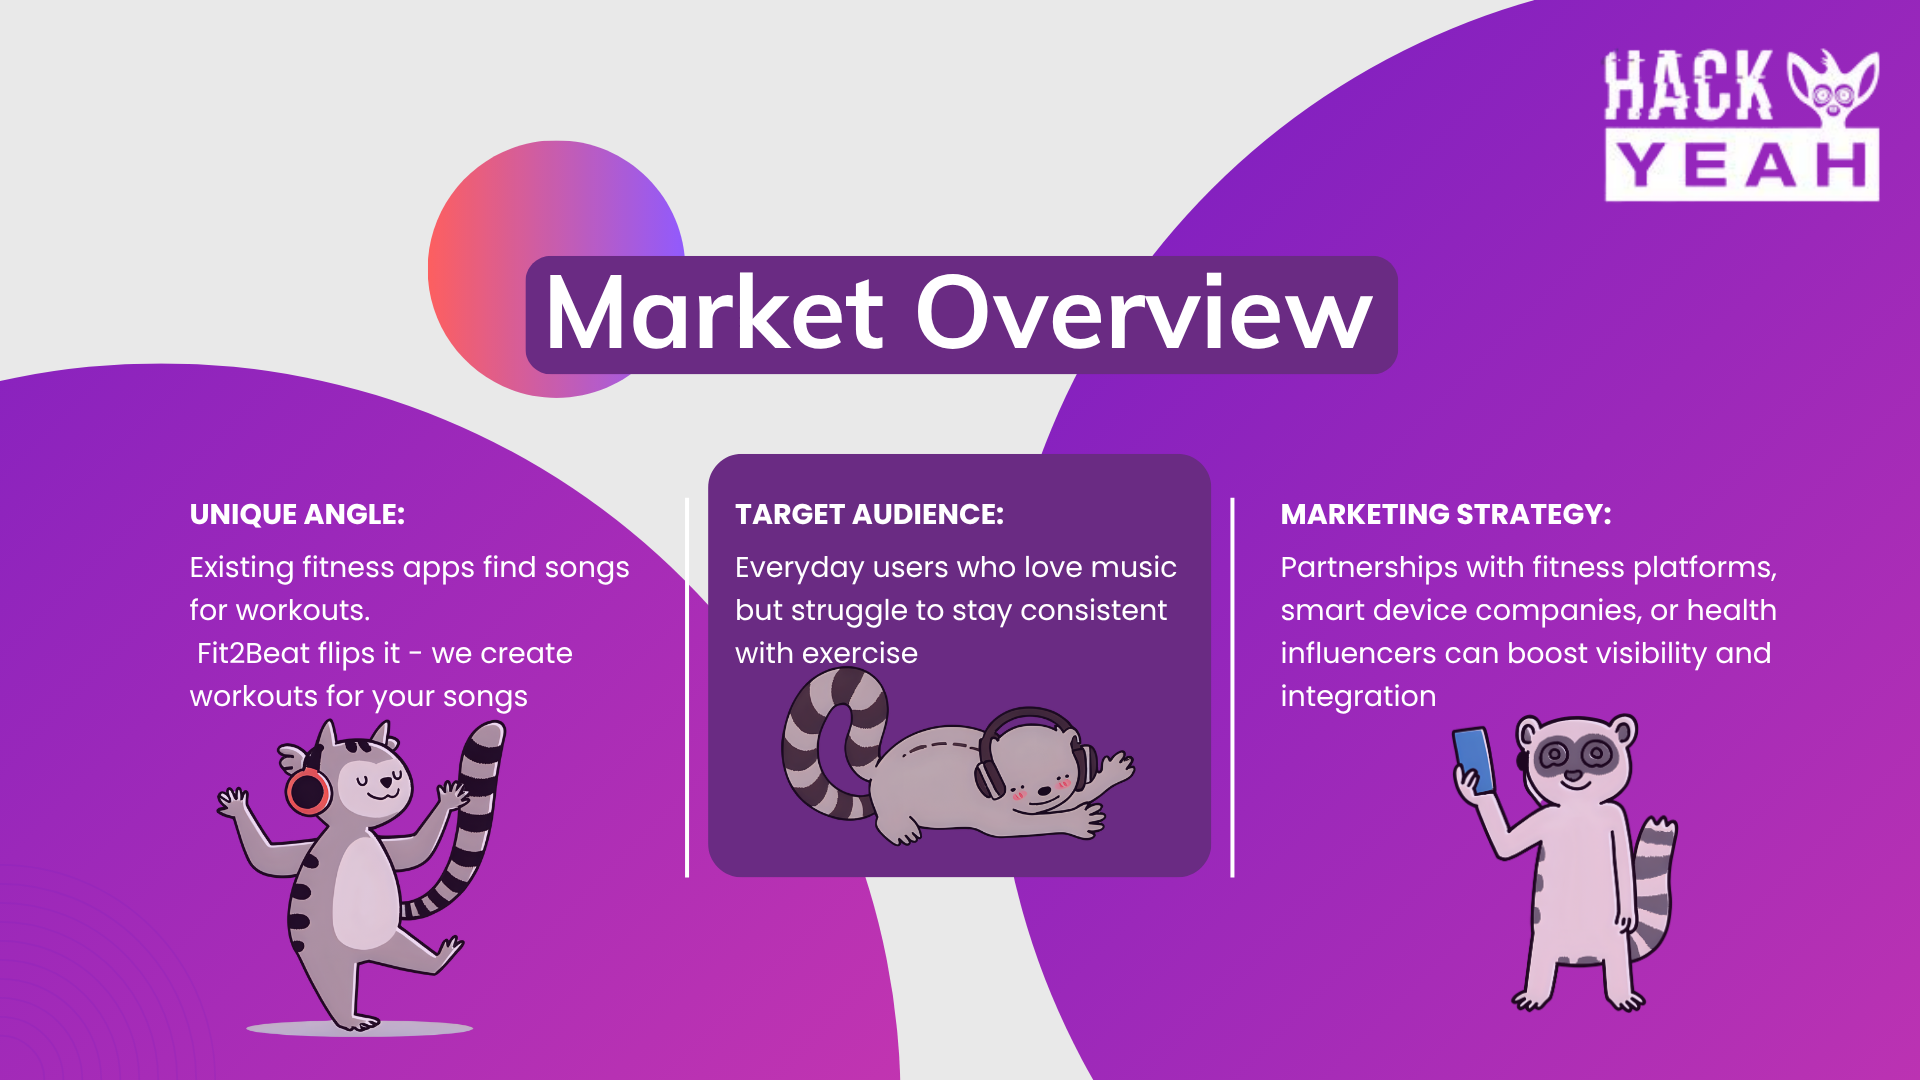 HACK
YEAH
Market Overview
UNIQUE ANGLE:
Existing fitness apps find songs
for workouts.
Fit2Beat flips it - we create
workouts for your songs
TARGET AUDIENCE:
Everyday users who love music
but struggle to stay consistent
with exercise
MARKETING STRATEGY:
Partnerships with fitness platforms,
smart device companies, or health
influencers can boost visibility and
integration